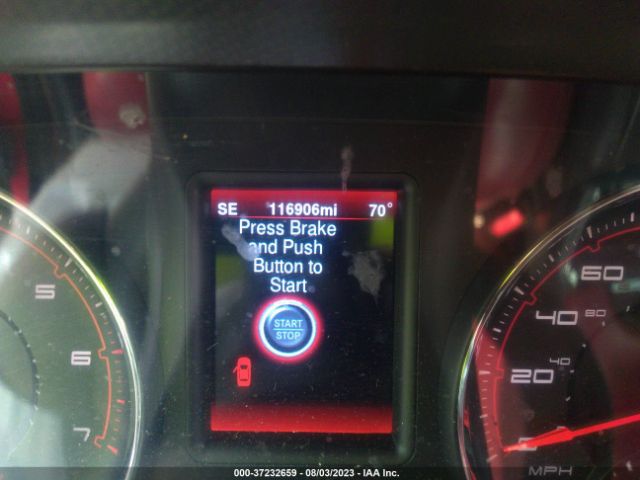 SE 116906mi 70°
Press Brake
and Push
Button to
Start
START
STOP
5
6
7
60
40 80
20 40
0
MPH
000-37232659 - 08/03/2023 - IAA Inc.